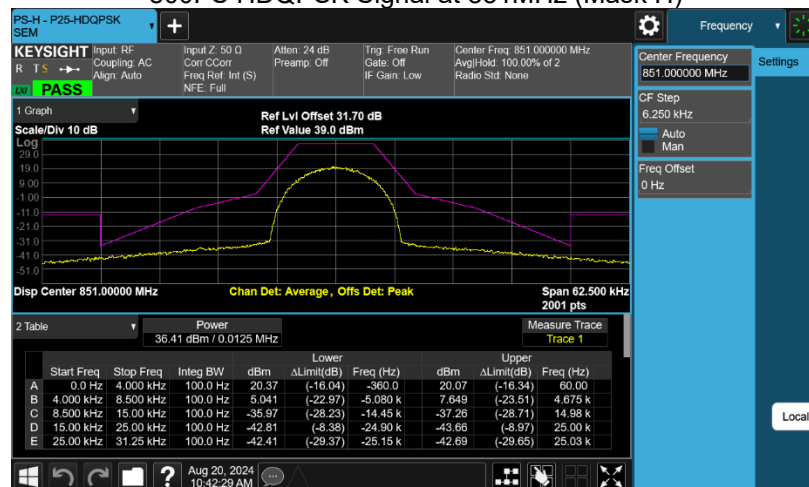 PS-H - P25-HDQPSK
SEM
Frequency
KEYSIGHT
R T S
LXI PASS
Input: RF
Coupling: AC
Align: Auto
Input Z: 50 Ω
Corr CCorr
Freq Ref: Int (S)
NFE: Full
Atten: 24 dB
Preamp: Off
Trig: Free Run
Gate: Off
IF Gain: Low
Center Freq: 851.000000 MHz
Avg|Hold: 100.00% of 2
Radio Std: None
Center Frequency
851.000000 MHz
Settings
CF Step
6.250 kHz
Auto
Man
Freq Offset
0 Hz
Local
1 Graph
Scale/Div 10 dB
Ref Lvl Offset 31.70 dB
Ref Value 39.0 dBm
Log
29.0
19.0
9.00
-1.00
-11.0
-21.0
-31.0
-41.0
-51.0
Disp Center 851.00000 MHz
Chan Det: Average, Offs Det: Peak
Span 62.500 kHz
2001 pts
2 Table
Power
36.41 dBm / 0.0125 MHz
Measure Trace
Trace 1
Lower Upper
Start Freq Stop Freq Integ BW dBm ΔLimit(dB) Freq (Hz) dBm ΔLimit(dB) Freq (Hz)
A 0.0 Hz 4.000 kHz 100.0 Hz 20.37 (-16.04) -360.0 20.07 (-16.34) 60.00
B 4.000 kHz 8.500 kHz 100.0 Hz 5.041 (-22.97) -5.080 k 7.649 (-23.51) 4.675 k
C 8.500 kHz 15.00 kHz 100.0 Hz -35.97 (-28.23) -14.45 k -37.26 (-28.71) 14.98 k
D 15.00 kHz 25.00 kHz 100.0 Hz -42.81 (-8.38) -24.90 k -43.66 (-8.97) 25.00 k
E 25.00 kHz 31.25 kHz 100.0 Hz -42.41 (-29.37) -25.15 k -42.69 (-29.65) 25.03 k
Aug 20, 2024
10:42:29 AM